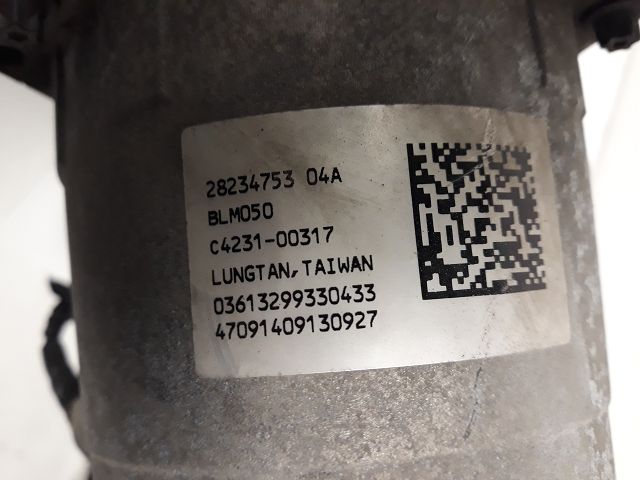 28234753 04A
BLM050
C4231-00317
LUNGTAN, TAIWAN
03613299330433
47091409130927